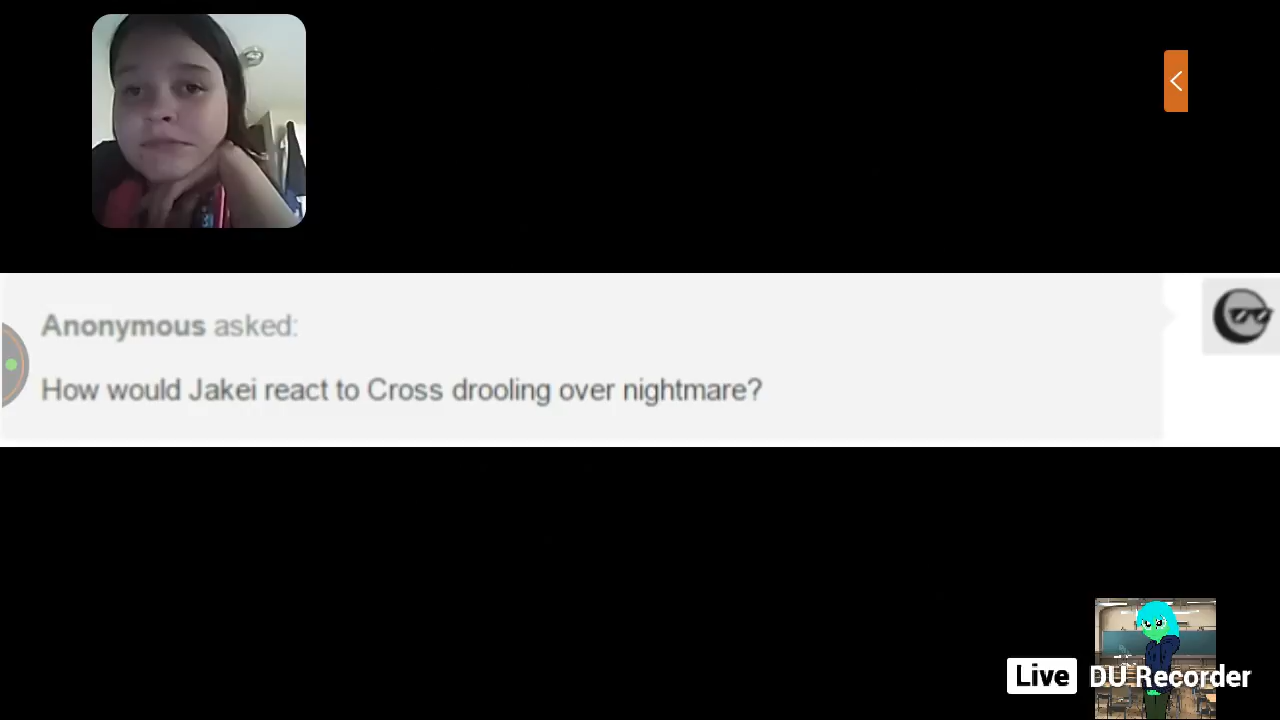 Anonymous asked:
How would Jakei react to Cross drooling over nightmare?
Live DU Recorder